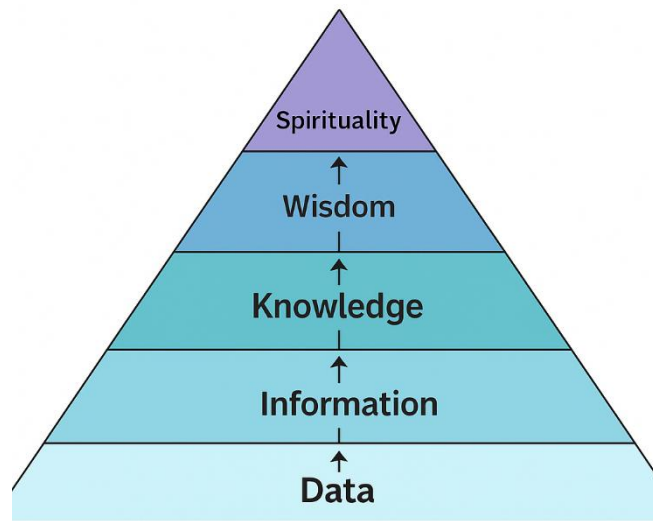 Spirituality
Wisdom
Knowledge
Information
Data